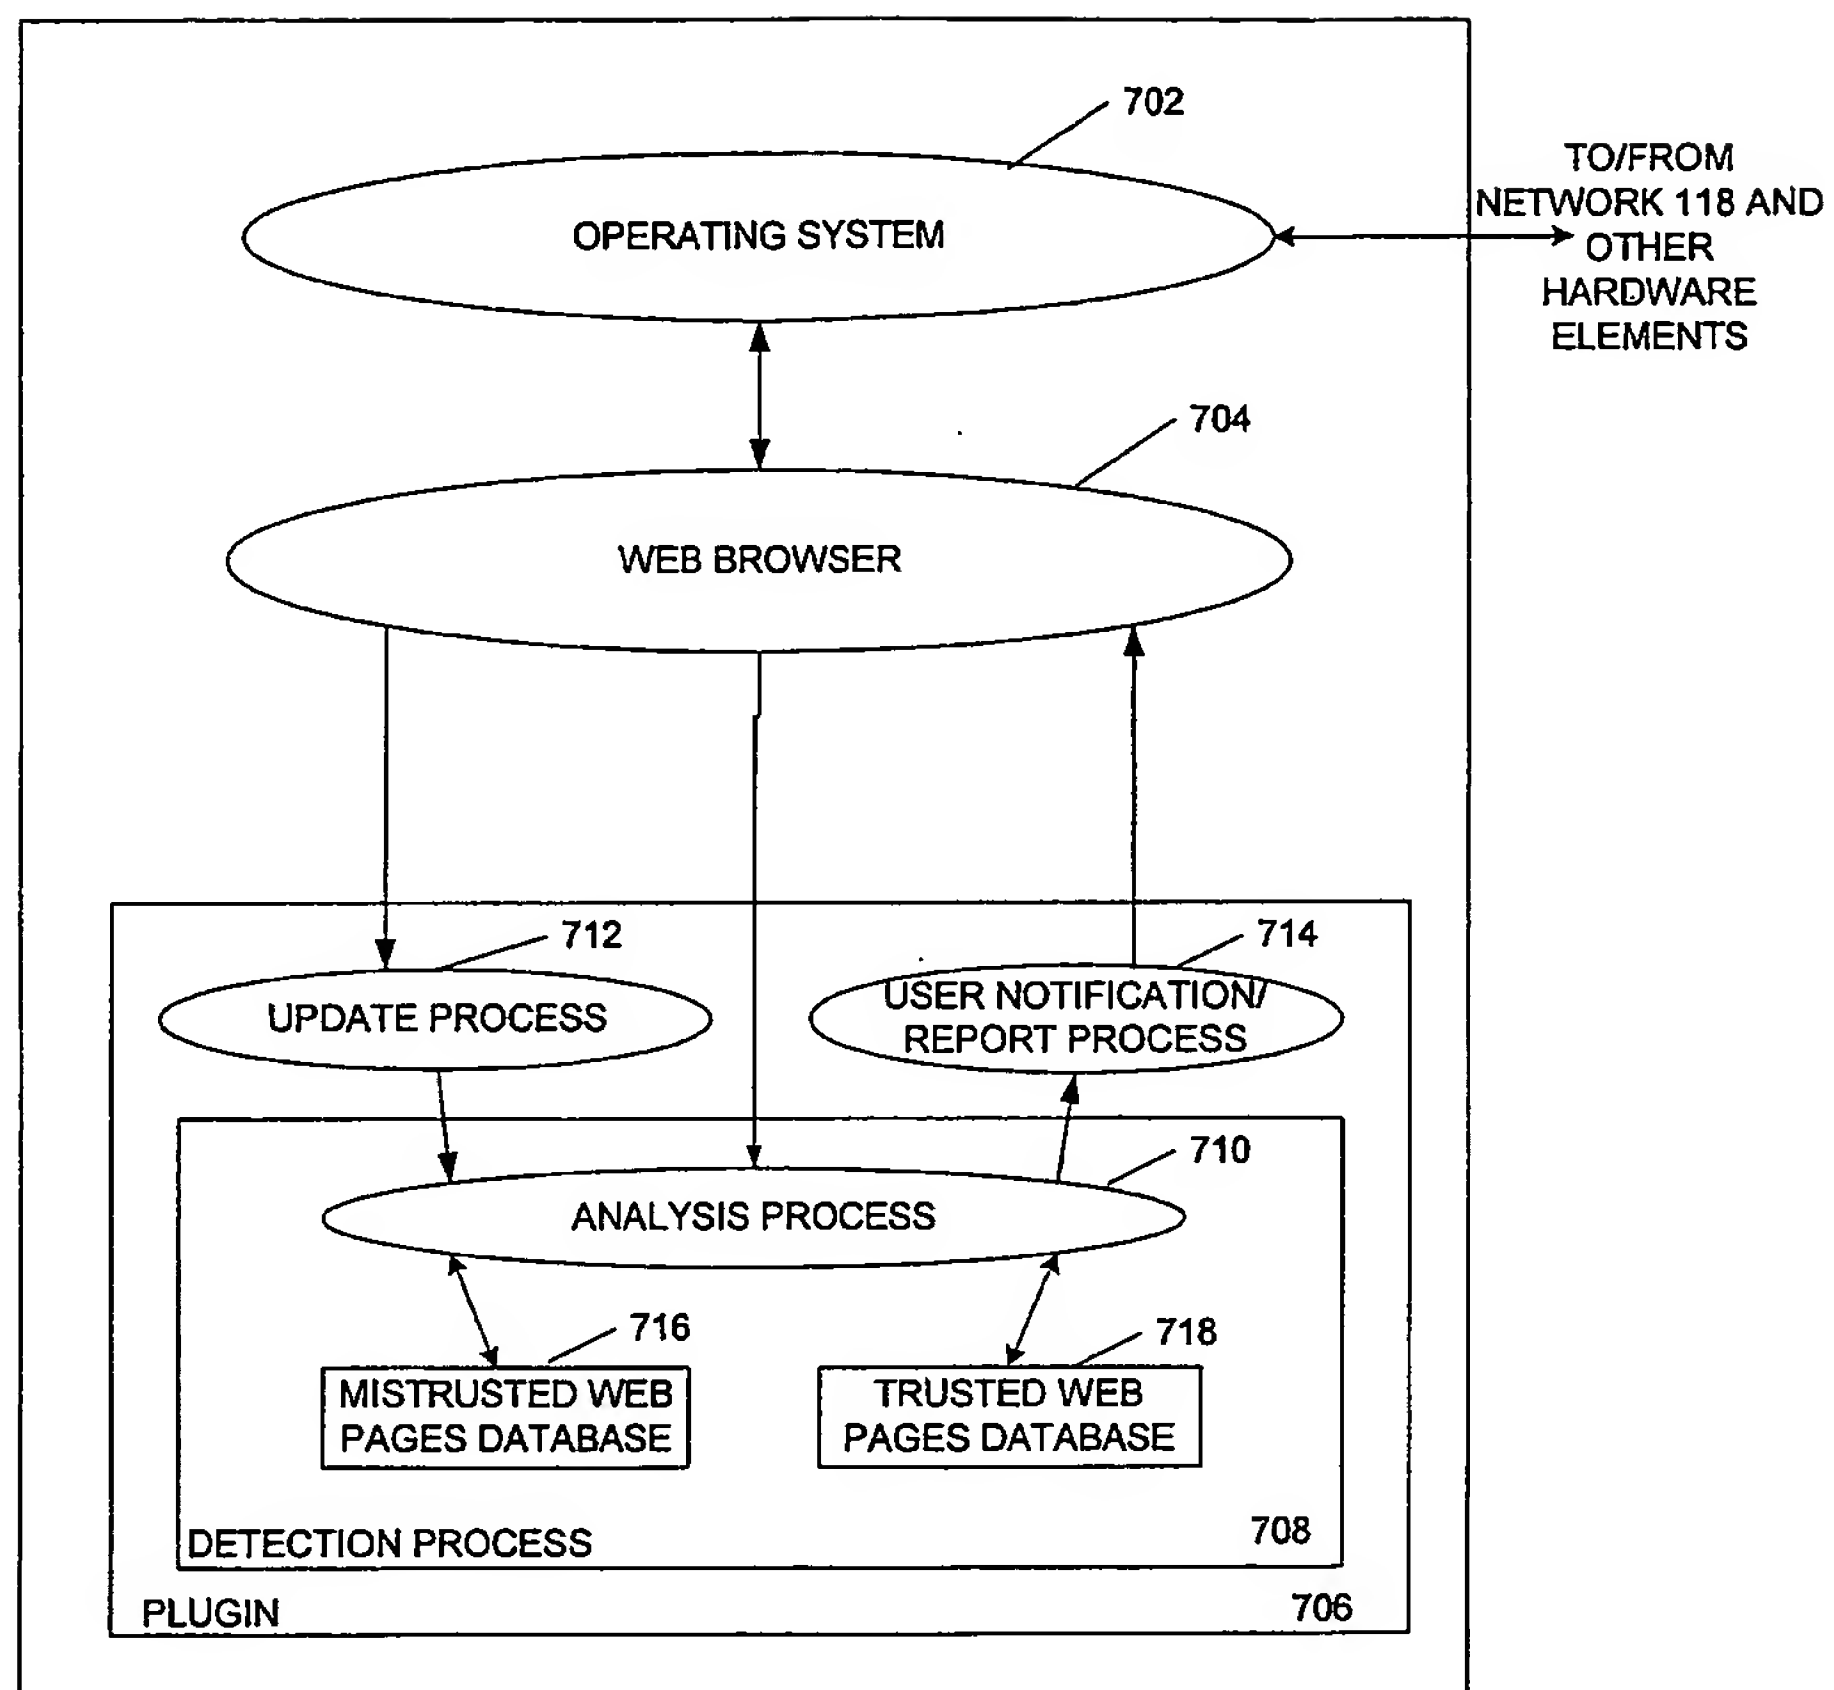 702
TO/FROM
NETWORK 118 AND
OTHER
HARDWARE
ELEMENTS
OPERATING SYSTEM
704
WEB BROWSER
712
714
UPDATE PROCESS
USER NOTIFICATION/
REPORT PROCESS
710
ANALYSIS PROCESS
716
718
MISTRUSTED WEB
PAGES DATABASE
TRUSTED WEB
PAGES DATABASE
DETECTION PROCESS
708
PLUGIN
706